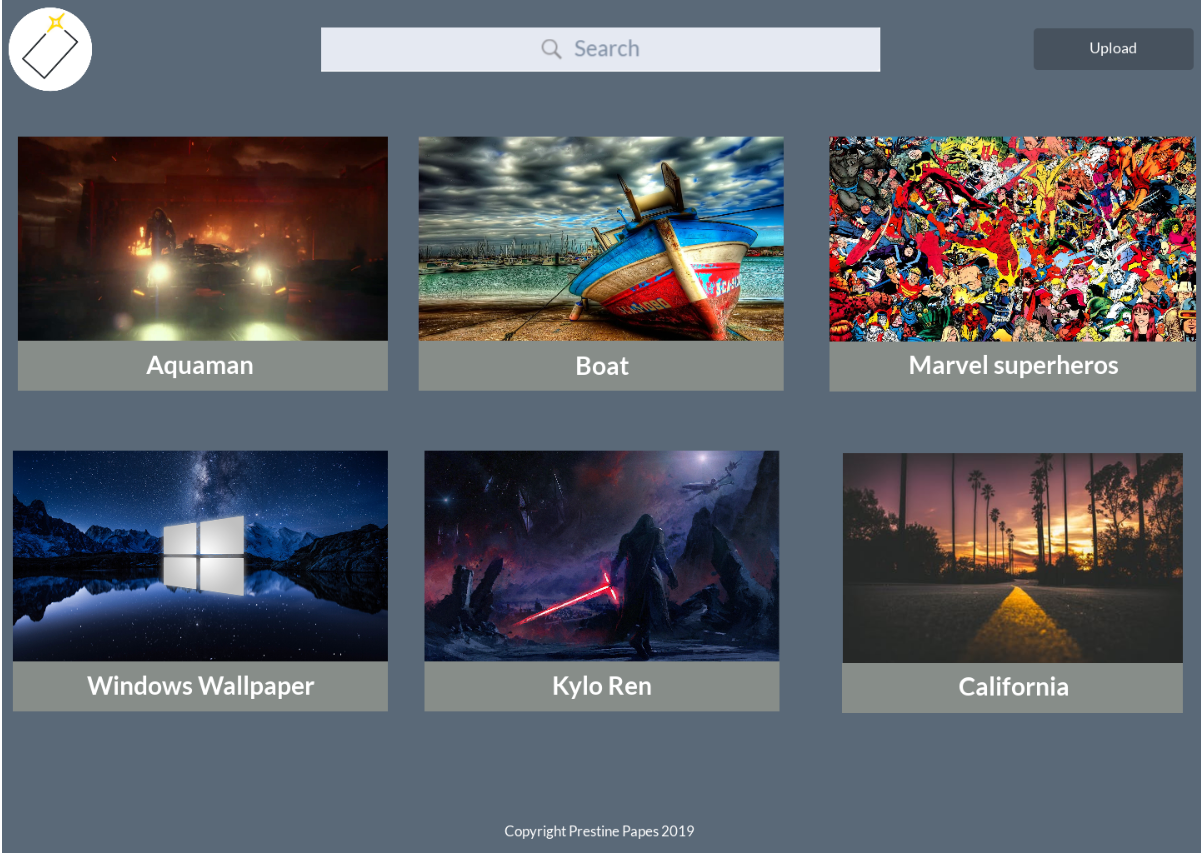 Search
Upload
Aquaman
Boat
Marvel superheros
Windows Wallpaper
Kylo Ren
California
Copyright Prestine Papes 2019